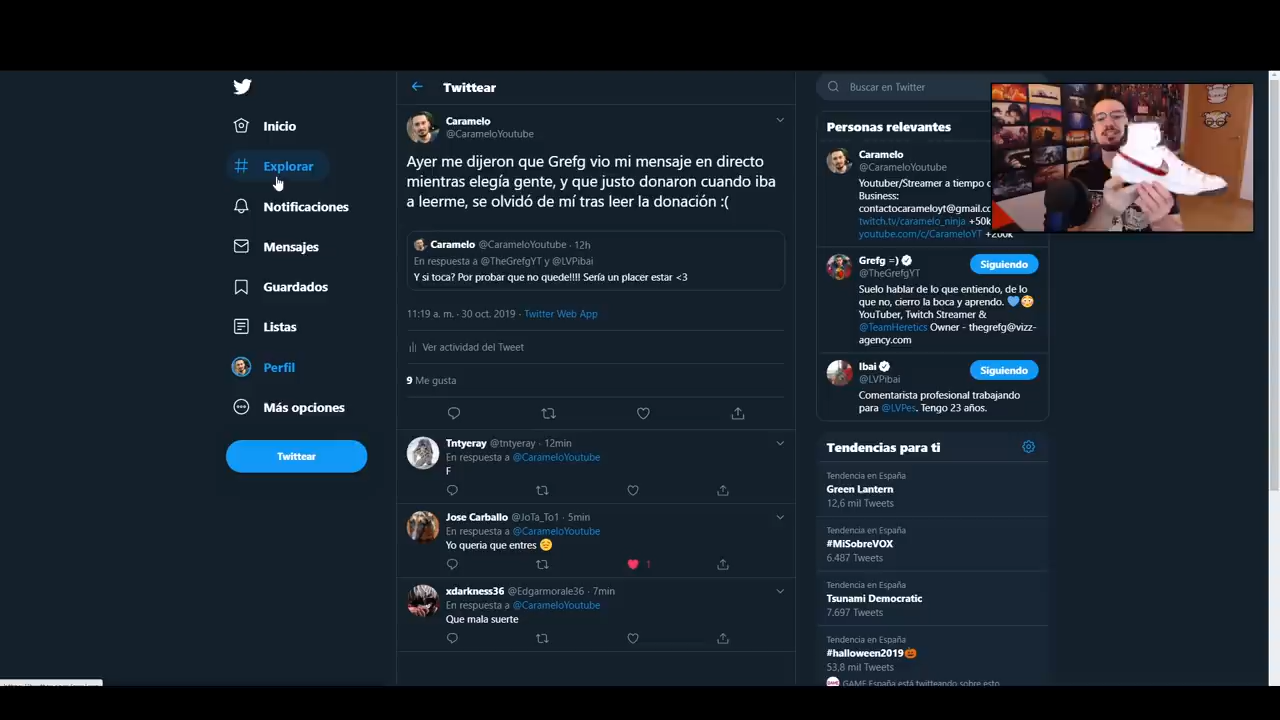 Inicio
Explorar
Notificaciones
Mensajes
Guardados
Listas
Perfil
Más opciones
Twittear
Twittear
Caramelo
@CarameloYoutube
Ayer me dijeron que Grefg vio mi mensaje en directo
mientras elegía gente, y que justo donaron cuando iba
a leerme, se olvidó de mí tras leer la donación :(
Caramelo @CarameloYoutube · 12h
En respuesta a @TheGrefgYT y @LVPibai
Y si toca? Por probar que no quede!!!! Sería un placer estar <3
11:19 a. m. · 30 oct. 2019 · Twitter Web App
Ver actividad del Tweet
9 Me gusta
Tntyeray @tntyeray · 12min
En respuesta a @CarameloYoutube
F
Jose Carballo @JoTa_To1 · 5min
En respuesta a @CarameloYoutube
Yo queria que entres 😔
1
xdarkness36 @Edgarmorale36 · 7min
En respuesta a @CarameloYoutube
Que mala suerte
Buscar en Twitter
Personas relevantes
Caramelo
@CarameloYoutube
Youtuber/Streamer a tiempo
Business:
contactocarameloyt@gmail.c
twitch.tv/caramelo_ninja +50k
youtube.com/c/CarameloYT +200k
Grefg =)
@TheGrefgYT
Siguiendo
Suelo hablar de lo que entiendo, de lo
que no, cierro la boca y aprendo. 💙😳
YouTuber, Twitch Streamer &
@TeamHeretics Owner - thegrefg@vizz-
agency.com
Ibai
@LVPibai
Siguiendo
Comentarista profesional trabajando
para @LVPes. Tengo 23 años.
Tendencias para ti
Tendencia en España
Green Lantern
12,6 mil Tweets
Tendencia en España
#MiSobreVOX
6.487 Tweets
Tendencia en España
Tsunami Democratic
7.697 Tweets
Tendencia en España
#halloween2019🎃
53,8 mil Tweets
GAME España está twitteando sobre esto